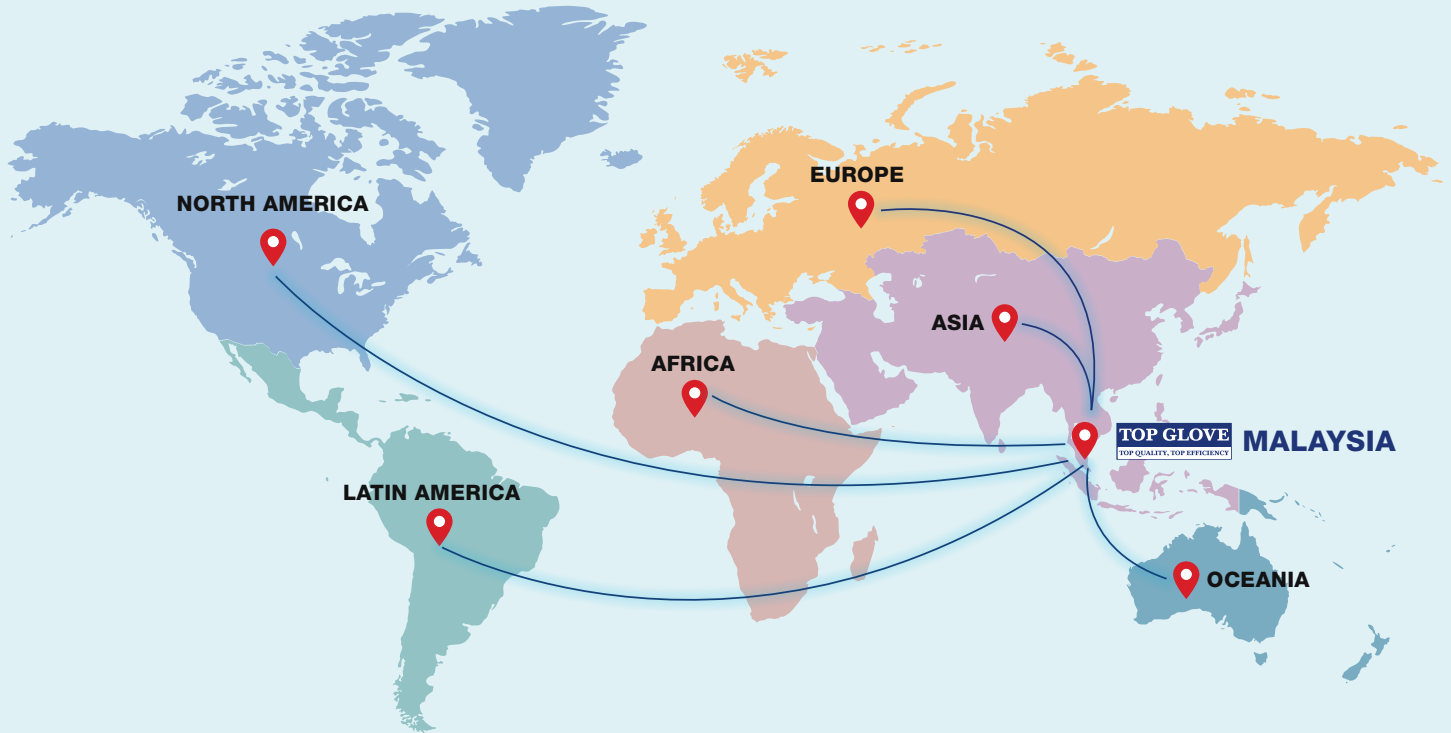 EUROPE
NORTH AMERICA
ASIA
AFRICA
TOP GLOVE
TOP QUALITY, TOP EFFICIENCY
MALAYSIA
LATIN AMERICA
OCEANIA